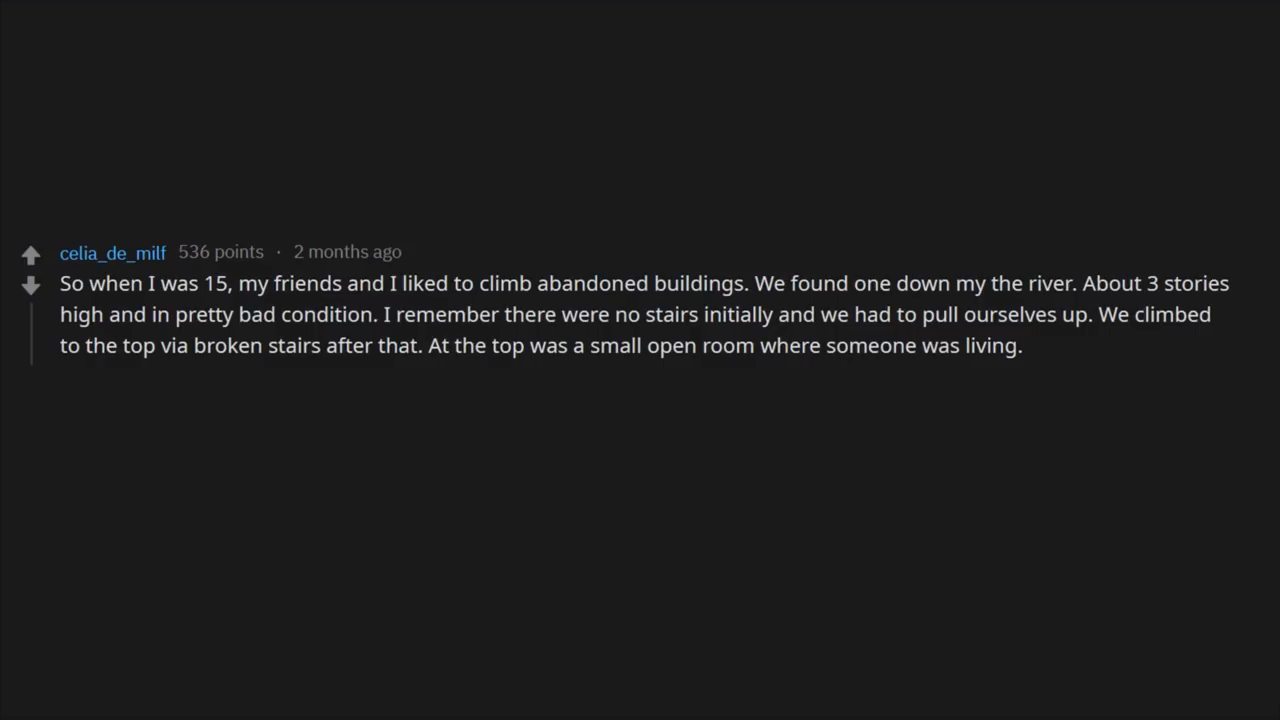 celia_de_milf 536 points · 2 months ago
So when I was 15, my friends and I liked to climb abandoned buildings. We found one down my the river. About 3 stories
high and in pretty bad condition. I remember there were no stairs initially and we had to pull ourselves up. We climbed
to the top via broken stairs after that. At the top was a small open room where someone was living.